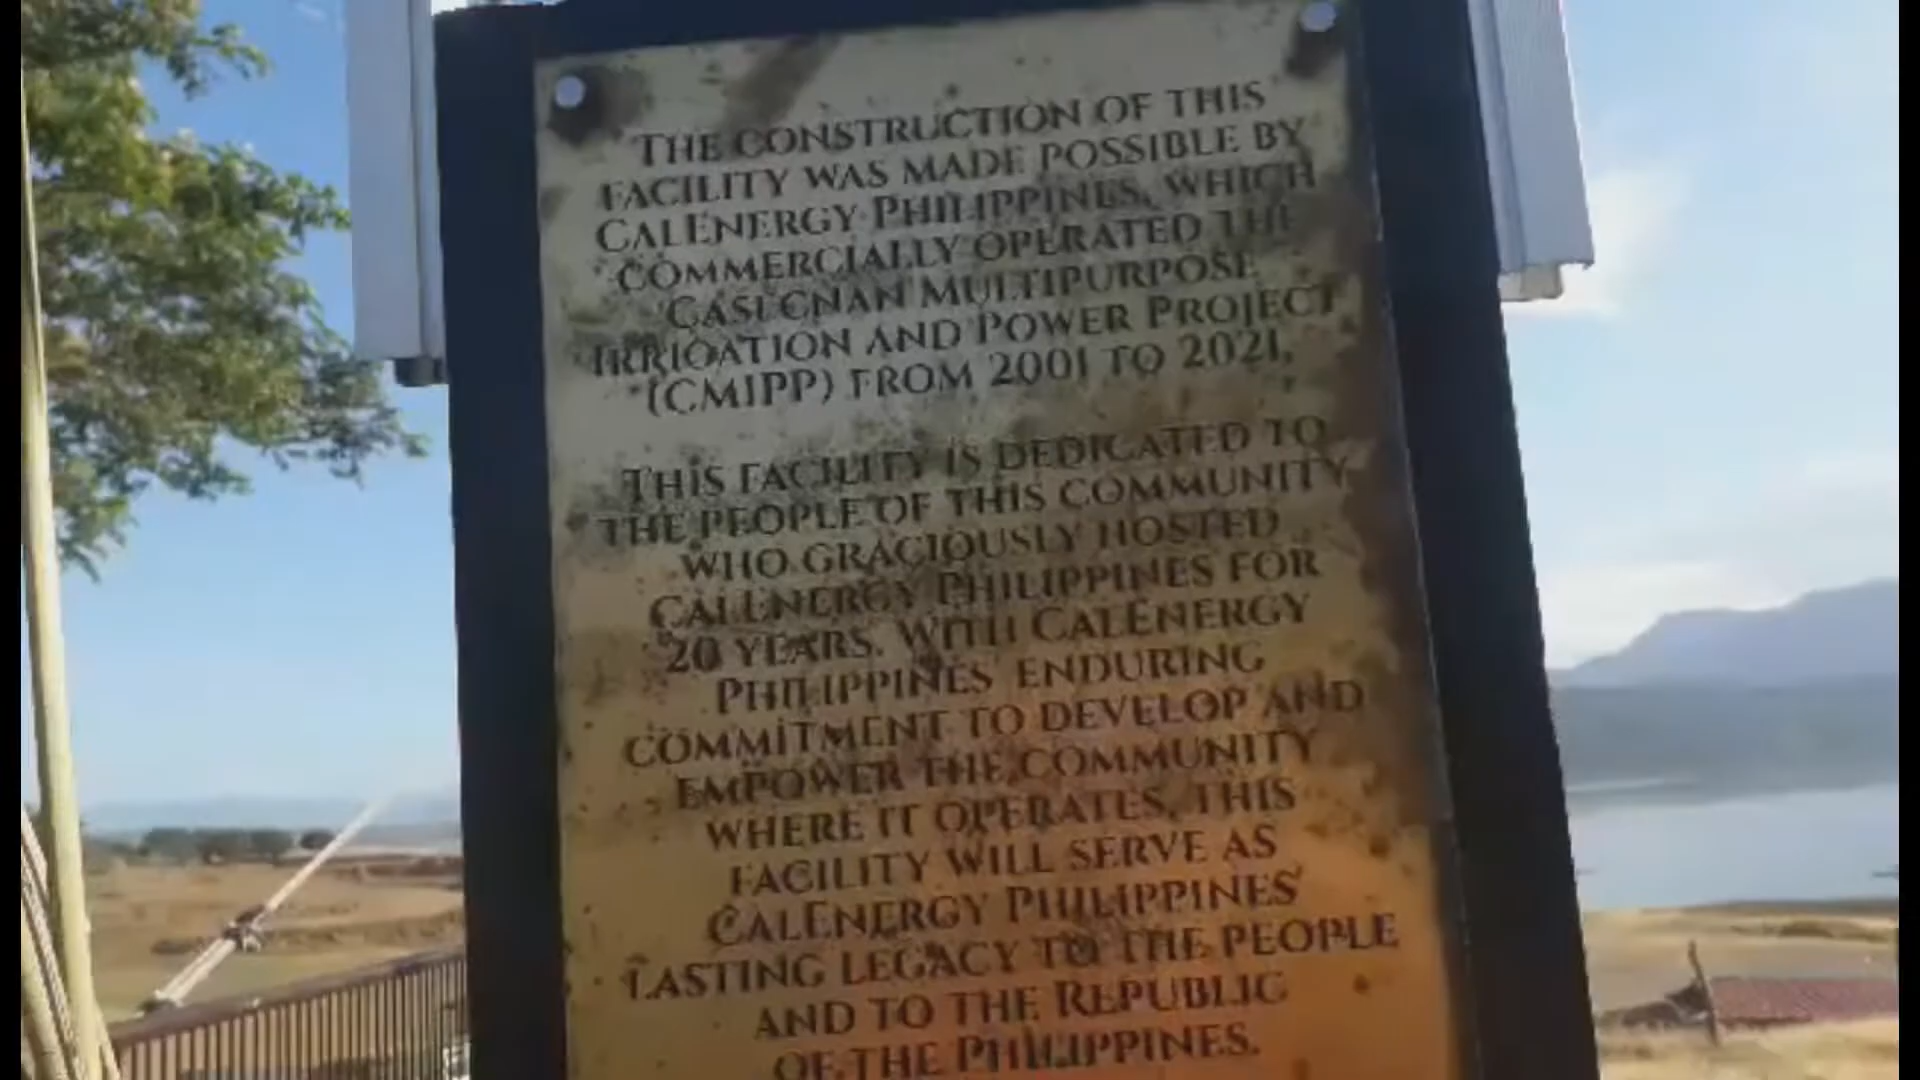 THE CONSTRUCTION OF THIS
FACILITY WAS MADE POSSIBLE BY
CALENERGY PHILIPPINES, WHICH
COMMERCIALLY OPERATED THE
CASECNAN MULTIPURPOSE
IRRIGATION AND POWER PROJECT
(CMIPP) FROM 2001 TO 2021.
THIS FACILITY IS DEDICATED TO
THE PEOPLE OF THIS COMMUNITY
WHO GRACIOUSLY HOSTED
CALENERGY PHILIPPINES FOR
20 YEARS. WITH CALENERGY
PHILIPPINES' ENDURING
COMMITMENT TO DEVELOP AND
EMPOWER THE COMMUNITY
WHERE IT OPERATES, THIS
FACILITY WILL SERVE AS
CALENERGY PHILIPPINES'
LASTING LEGACY TO THE PEOPLE
AND TO THE REPUBLIC
OF THE PHILIPPINES.